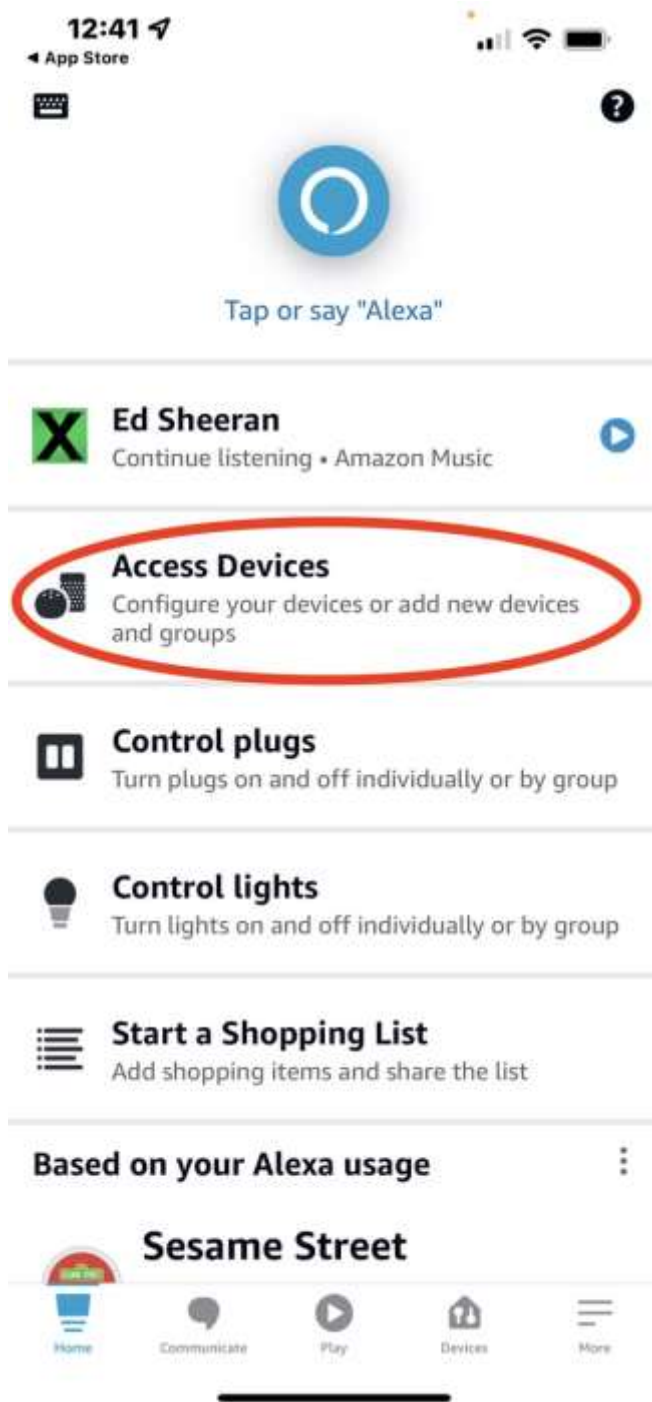 12:41
◀ App Store
Tap or say "Alexa"
Ed Sheeran
Continue listening • Amazon Music
Access Devices
Configure your devices or add new devices
and groups
Control plugs
Turn plugs on and off individually or by group
Control lights
Turn lights on and off individually or by group
Start a Shopping List
Add shopping items and share the list
Based on your Alexa usage
Sesame Street
Home Communicate Play Devices More